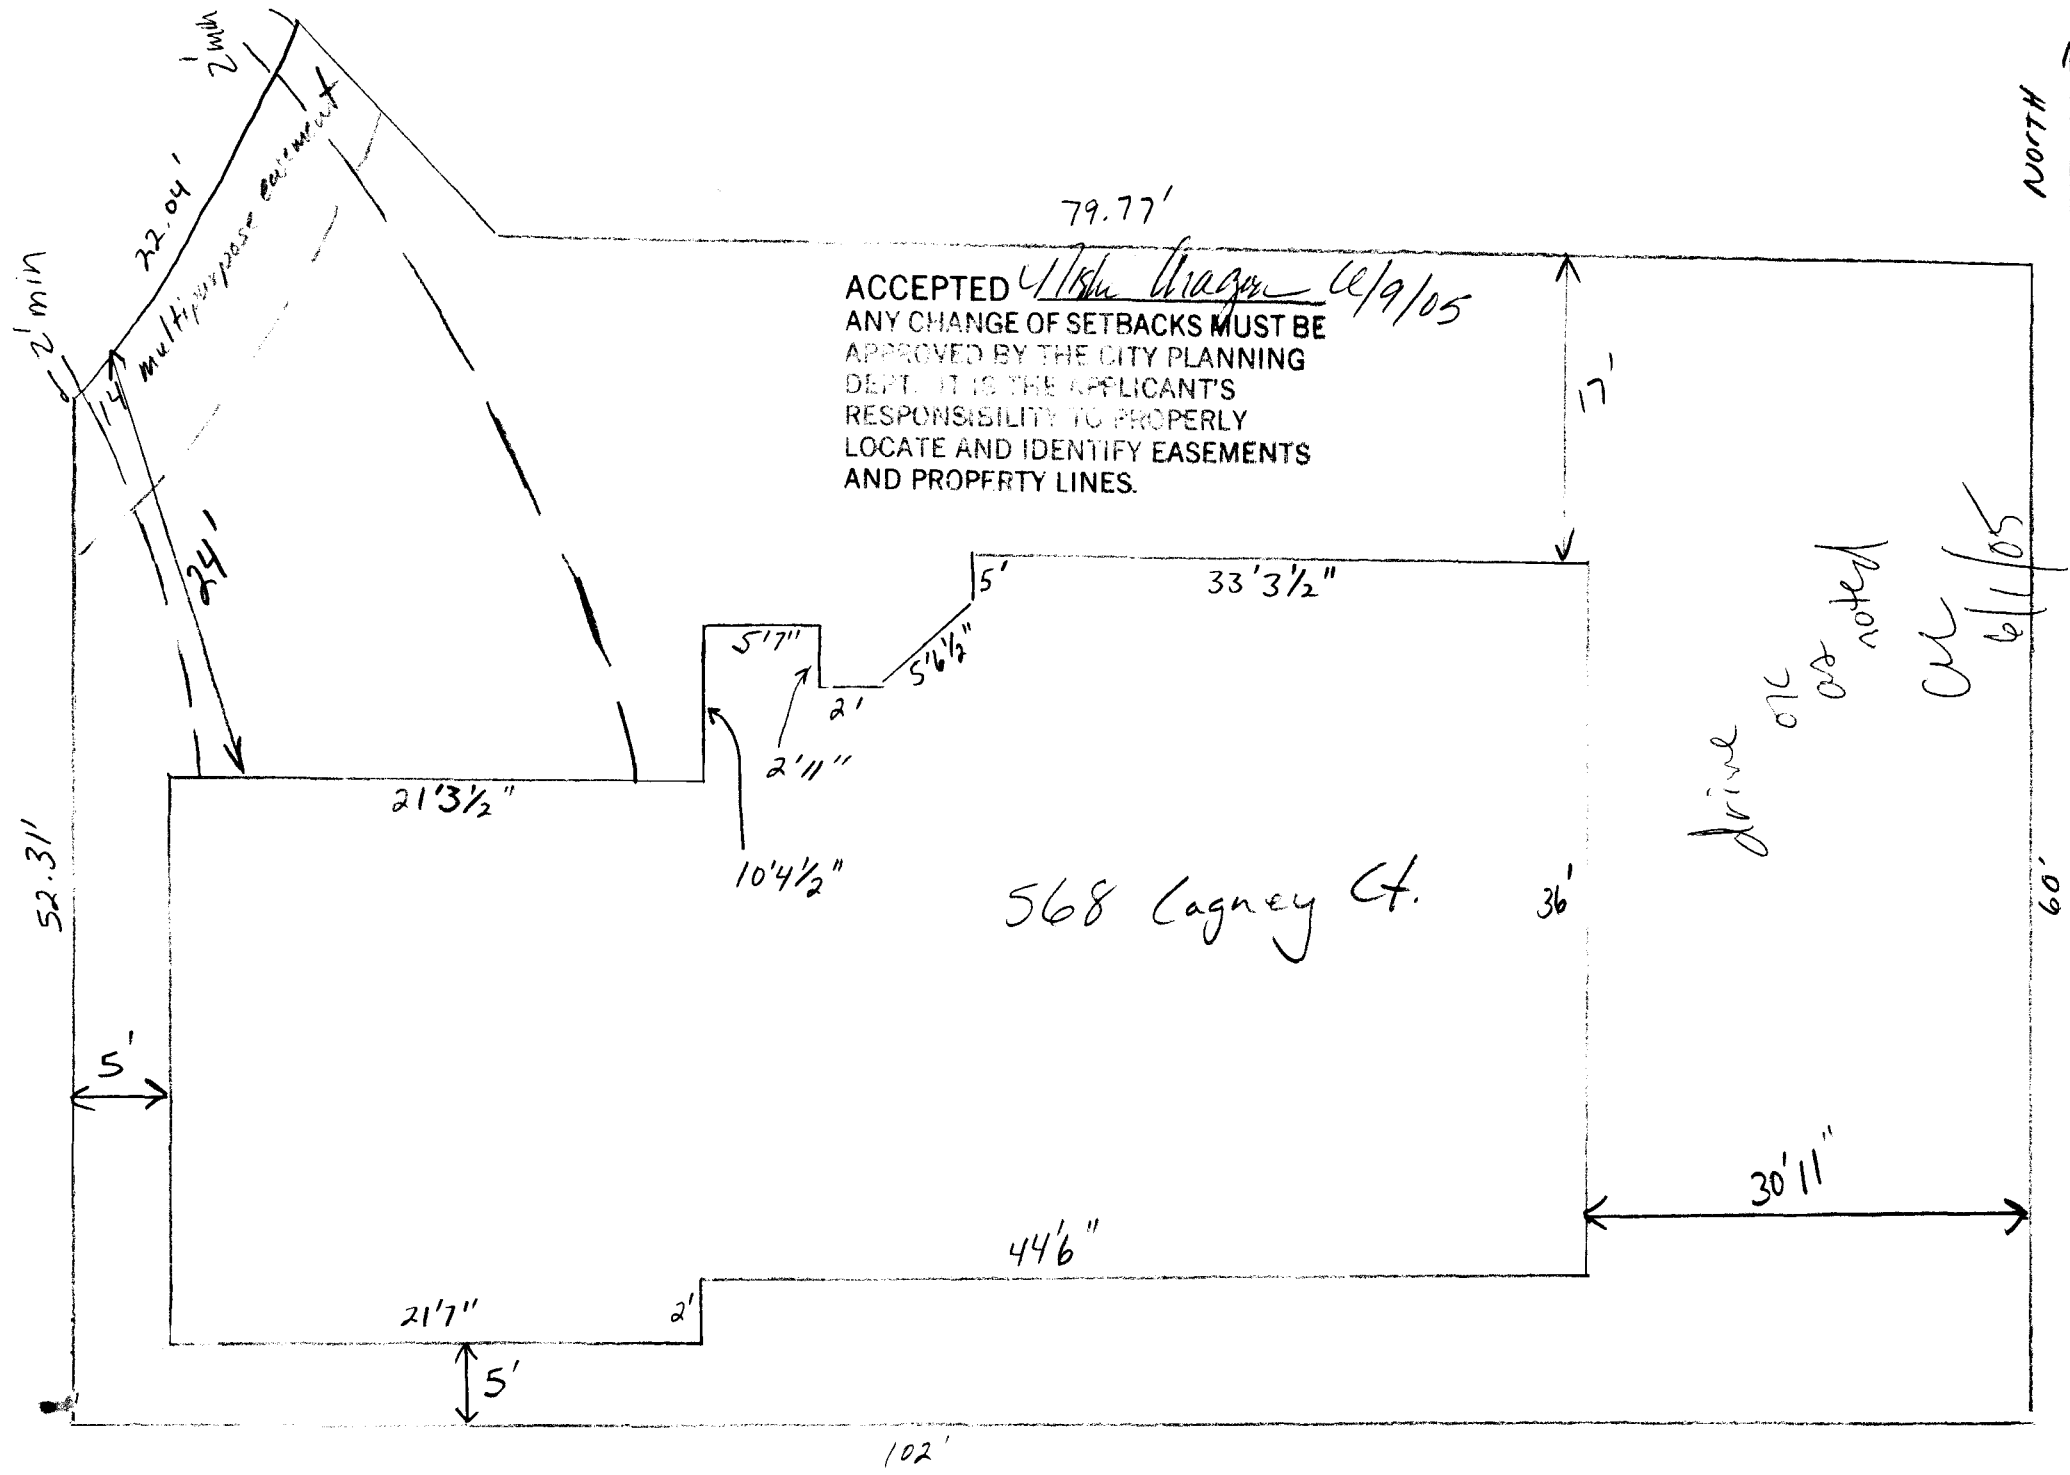 2' min
22.04'
multipurpose easement
2' min
14'
24'
79.77'
NORTH
ACCEPTED 6/9/05
ANY CHANGE OF SETBACKS MUST BE
APPROVED BY THE CITY PLANNING
DEPT. IT IS THE APPLICANT'S
RESPONSIBILITY TO PROPERLY
LOCATE AND IDENTIFY EASEMENTS
AND PROPERTY LINES.
17'
5'
33'3½"
5'7"
5'6½"
2'
2'11"
21'3½"
10'4½"
drive
OK
as
noted
6/1/05
52.31'
568 Cagney Ct.
36'
60'
5'
30'11"
44'6"
21'7"
2'
5'
102'